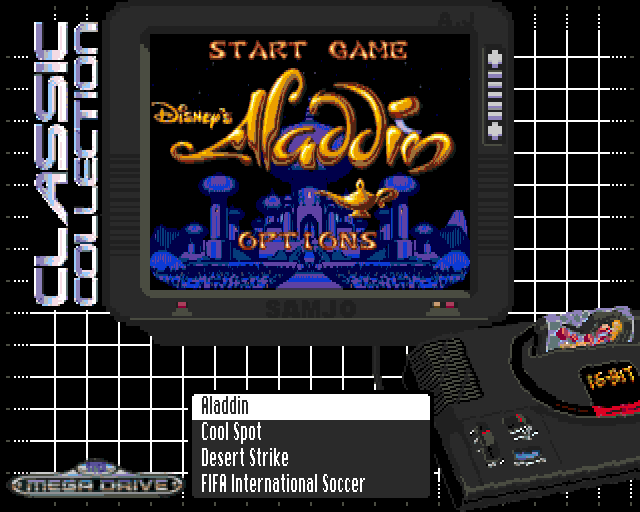 CLASSIC
COLLECTION
START GAME
Disney's
Aladdin
OPTIONS
SAMJO
16-BIT
Aladdin
Cool Spot
Desert Strike
FIFA International Soccer
MEGA DRIVE